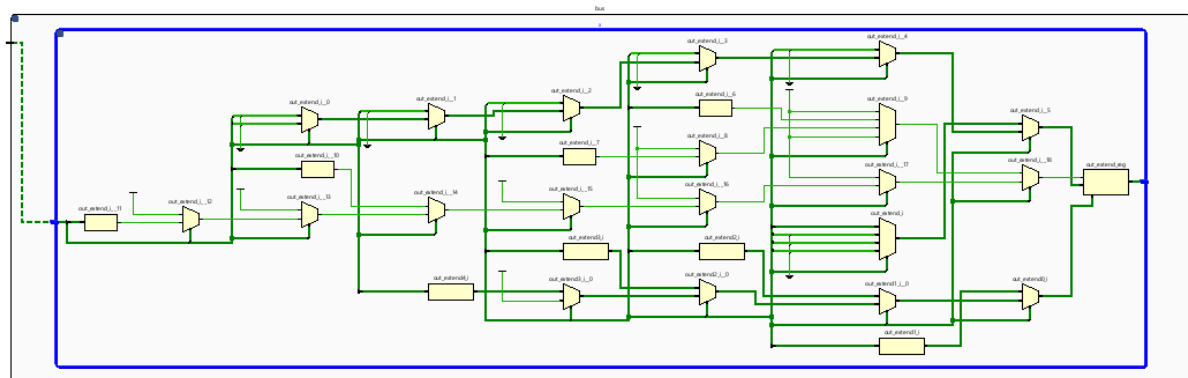 bus
out_extend_i__4
out_extend_i__3
out_extend_i__2
out_extend_i__6
out_extend_i__9
out_extend_i__0
out_extend_i__1
out_extend_i__5
out_extend_i__7
out_extend_i__8
out_extend_i__10
out_extend_i__17
out_extend_i__18
out_extend_reg
out_extend_i__14
out_extend_i__15
out_extend_i__16
out_extend_i__11
out_extend_i__12
out_extend_i__13
out_extend_i
out_extend3_i
out_extend2_i
out_extend4_i
out_extend3_i__0
out_extend2_i__0
out_extend1_i__0
out_extend0_i
out_extend1_i